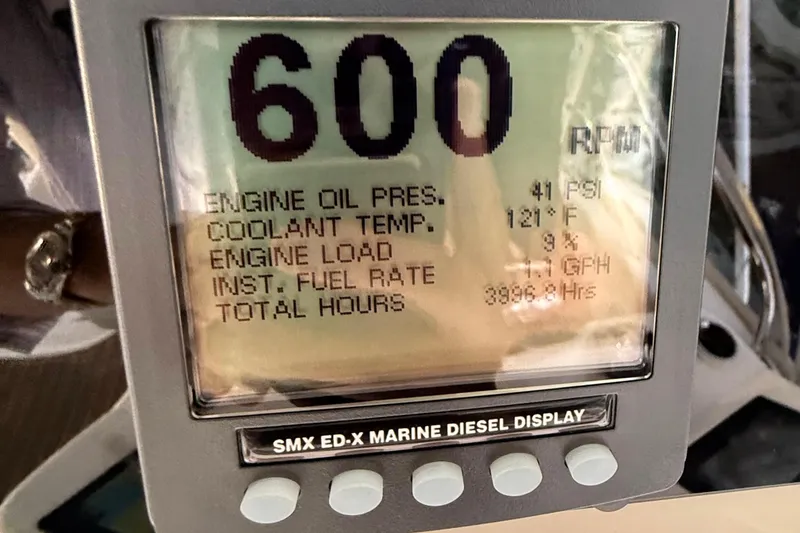 600 RPM
ENGINE OIL PRES. 41 PSI
COOLANT TEMP. 121° F
ENGINE LOAD 9 %
INST. FUEL RATE 1.1 GPH
TOTAL HOURS 3996.8 Hrs
SMX ED-X MARINE DIESEL DISPLAY